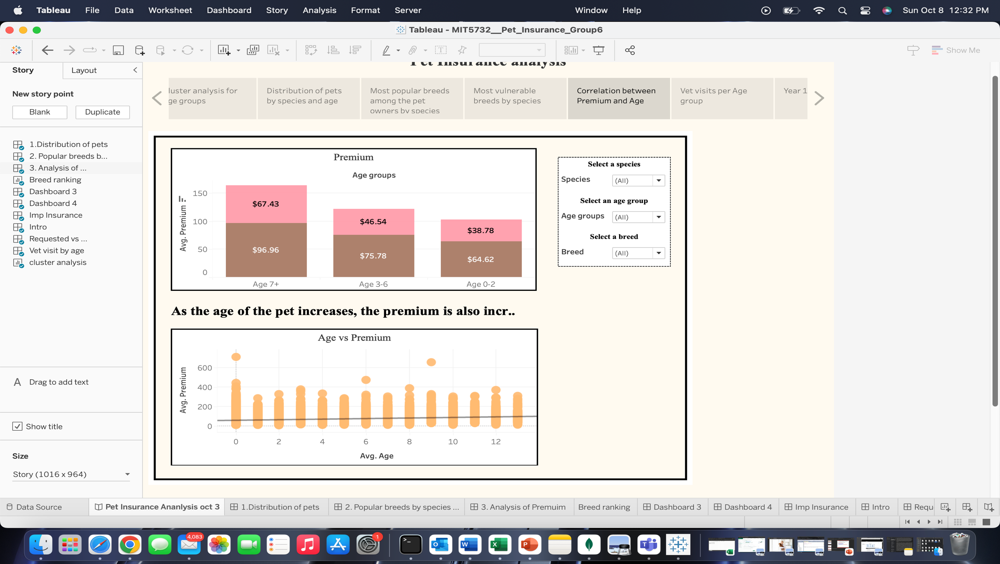 Tableau File Data Worksheet Dashboard Story Analysis Format Server Window Help Sun Oct 8 12:32 PM
Tableau - MIT5732__Pet_Insurance_Group6
Show Me
Story Layout
Pet Insurance analysis
New story point
Blank Duplicate
luster analysis for
ge groups
Distribution of pets
by species and age
Most popular breeds
among the pet
owners by species
Most vulnerable
breeds by species
Correlation between
Premium and Age
Vet visits per Age
group
Year 1
1.Distribution of pets
2. Popular breeds b...
3. Analysis of ...
Breed ranking
Dashboard 3
Dashboard 4
Imp Insurance
Intro
Requested vs ...
Vet visit by age
cluster analysis
A Drag to add text
Show title
Size
Story (1016 x 964)
Premium
Age groups
Avg. Premium
150
100
50
0
$67.43
$96.96
$46.54
$75.78
$38.78
$64.62
Age 7+ Age 3-6 Age 0-2
Select a species
Species (All)
Select an age group
Age groups (All)
Select a breed
Breed (All)
As the age of the pet increases, the premium is also incr..
Age vs Premium
Avg. Premium
600
400
200
0
0 2 4 6 8 10 12
Avg. Age
Data Source Pet Insurance Ananlysis oct 3 1.Distribution of pets 2. Popular breeds by species ... 3. Analysis of Premuim Breed ranking Dashboard 3 Dashboard 4 Imp Insurance Intro Requ
4,083
1